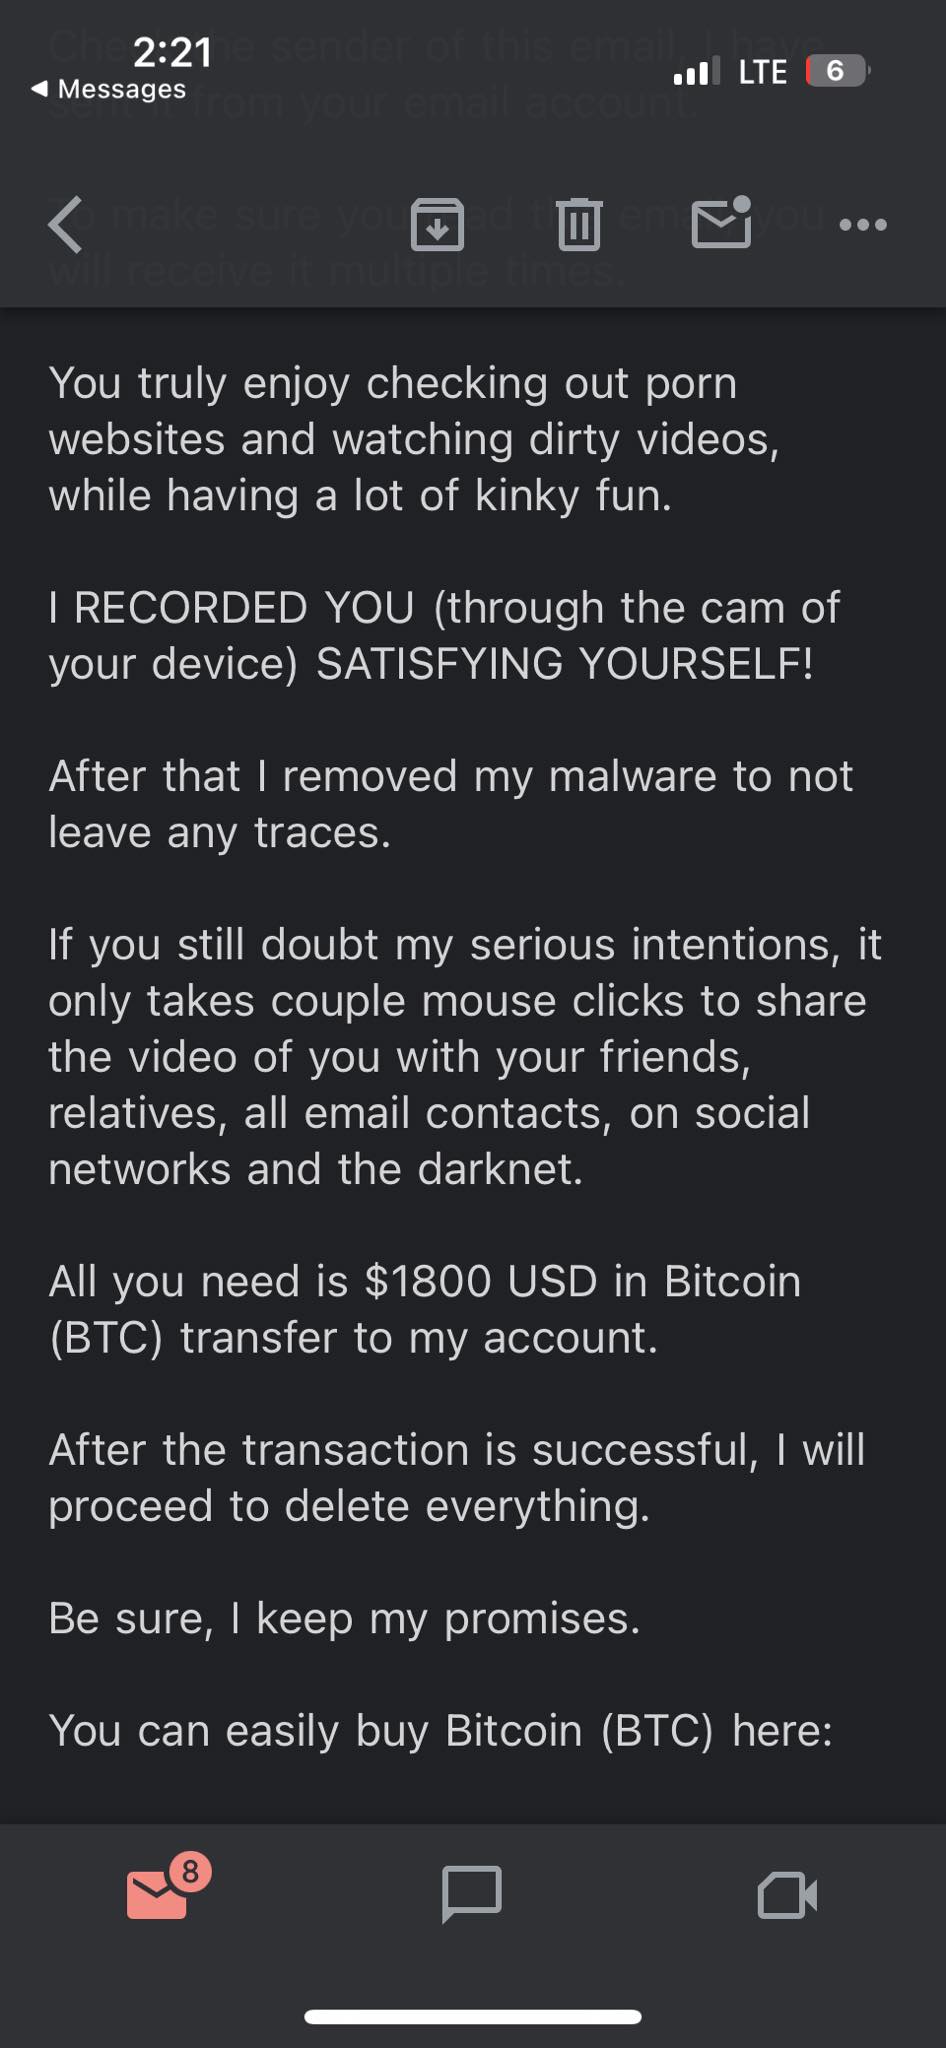 2:21
Messages
LTE
6
Check the sender of this email, I have
sent it from your email account.
To make sure you read this email, you
will receive it multiple times.
You truly enjoy checking out porn
websites and watching dirty videos,
while having a lot of kinky fun.
I RECORDED YOU (through the cam of
your device) SATISFYING YOURSELF!
After that I removed my malware to not
leave any traces.
If you still doubt my serious intentions, it
only takes couple mouse clicks to share
the video of you with your friends,
relatives, all email contacts, on social
networks and the darknet.
All you need is $1800 USD in Bitcoin
(BTC) transfer to my account.
After the transaction is successful, I will
proceed to delete everything.
Be sure, I keep my promises.
You can easily buy Bitcoin (BTC) here:
8